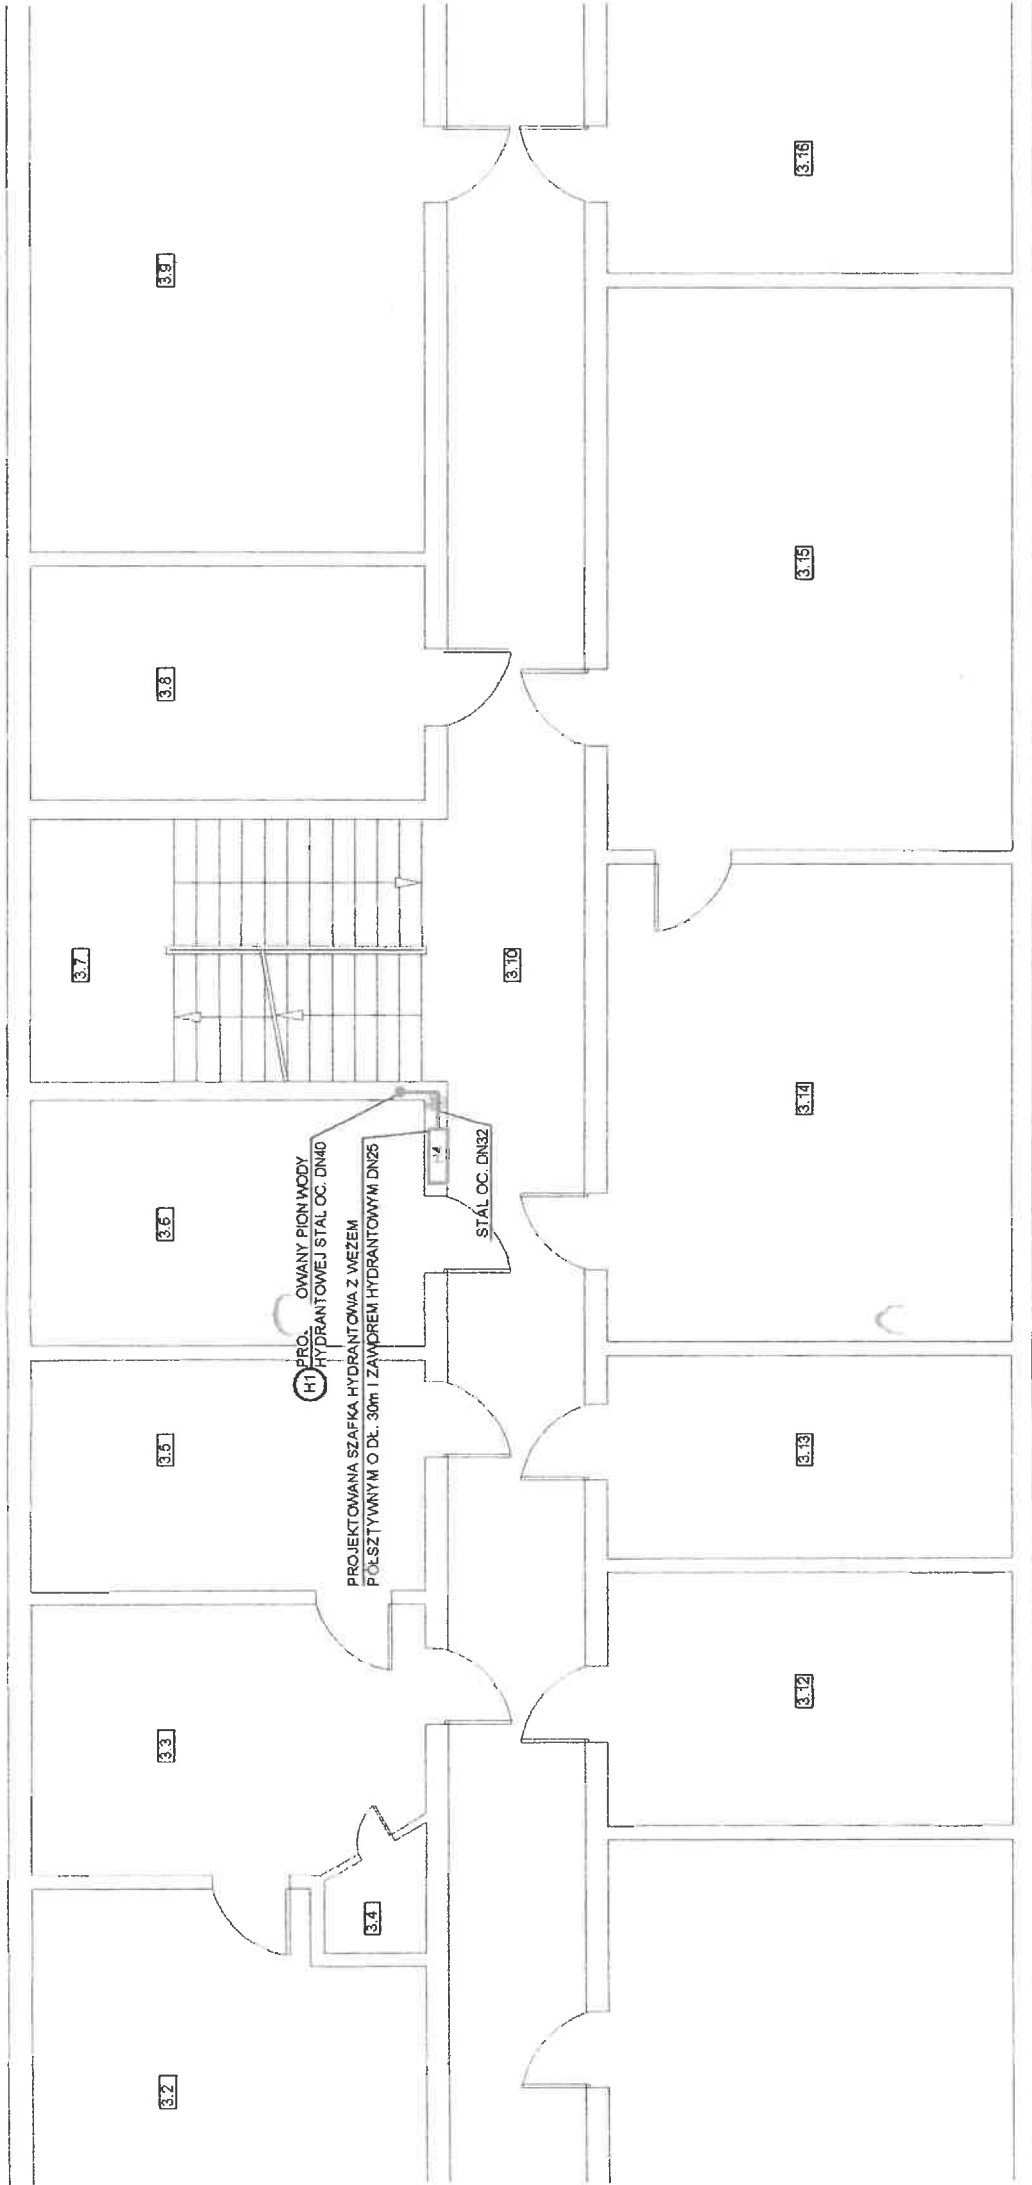 3.2
3.3
3.4
3.5
3.6
3.7
3.8
3.9
H1
OWANY PION WODY
HYDRANTOWEJ STAL OC. DN40
PROJEKTOWANA SZAFKA HYDRANTOWA Z WĘŻEM
PÓŁSZTYWNYM O DŁ. 30m I ZAWOREM HYDRANTOWYM DN25
STAL OC. DN32
3.10
3.12
3.13
3.14
3.15
3.16